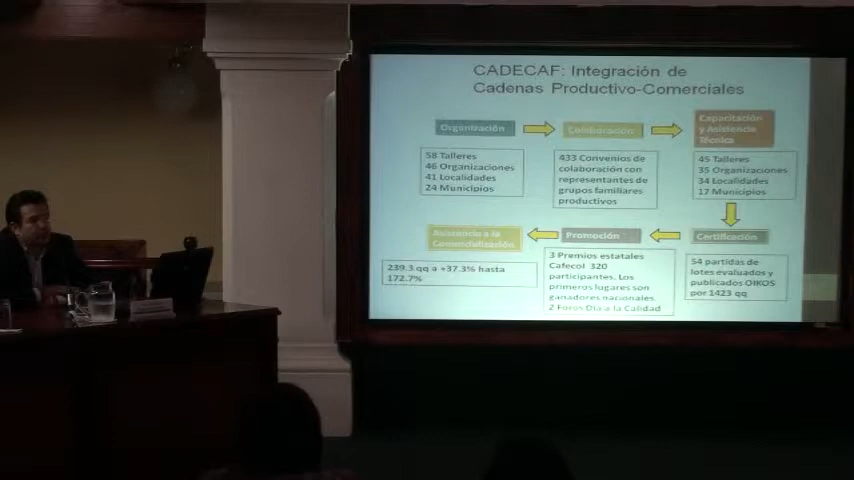 CADECAF: Integración de
Cadenas Productivo-Comerciales
Organización
Colaboración
Capacitación
y Asistencia
Técnica
58 Talleres
46 Organizaciones
41 Localidades
24 Municipios
433 Convenios de
colaboración con
representantes de
grupos familiares
productivos
45 Talleres
35 Organizaciones
34 Localidades
17 Municipios
Asistencia a la
Comercialización
Promoción
Certificación
239.3 qq a +37.3% hasta
172.7%
3 Premios estatales
Cafecol 320
participantes. Los
primeros lugares son
ganadores nacionales.
2 Foros Día a la Calidad
54 partidas de
lotes evaluados y
publicados OIKOS
por 1423 qq